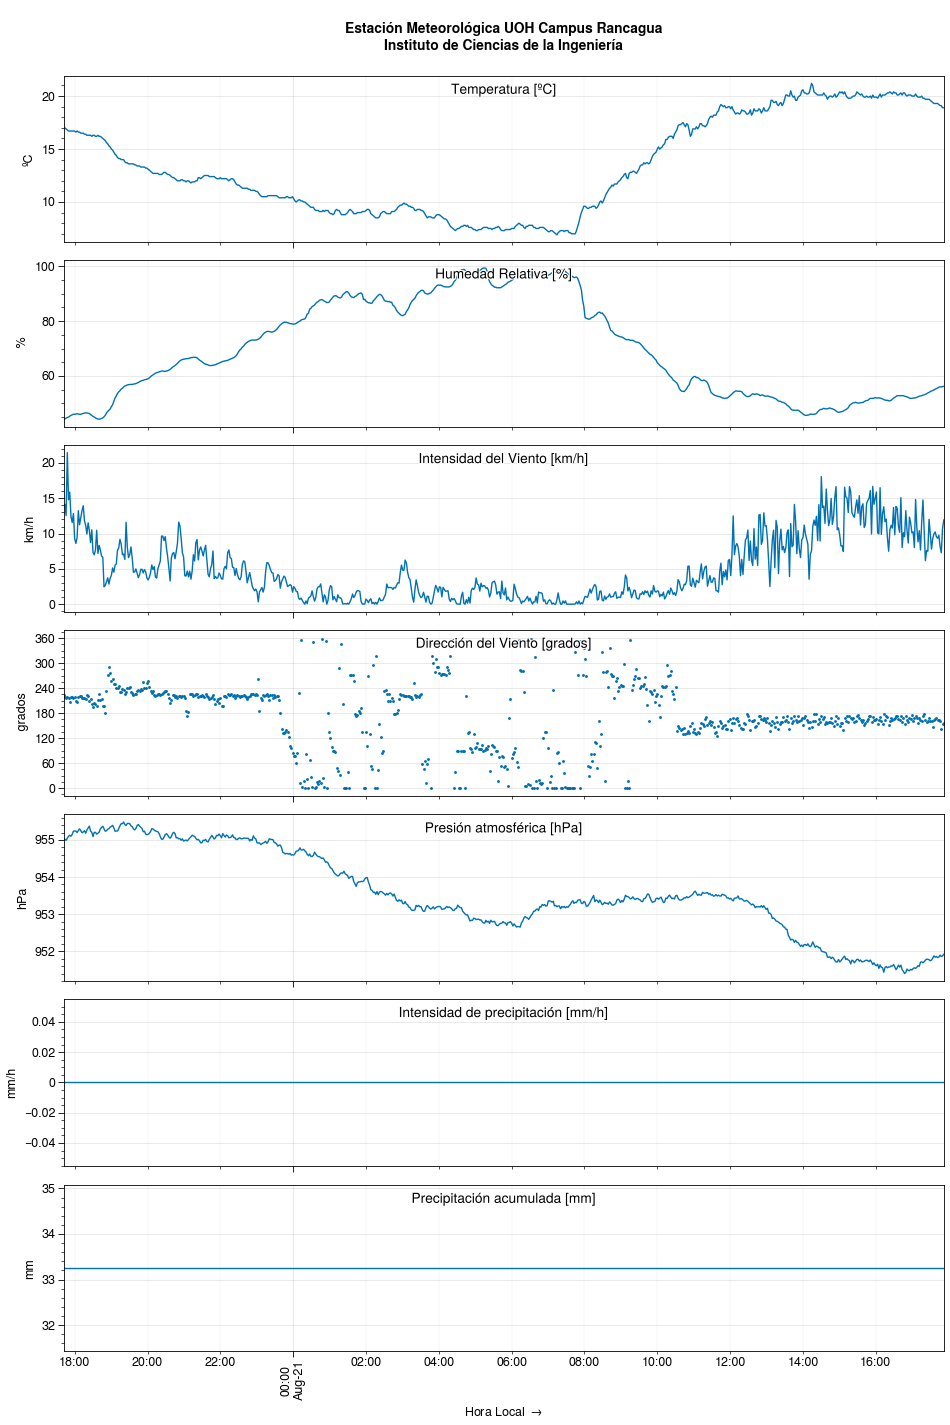 Estación Meteorológica UOH Campus Rancagua
Instituto de Ciencias de la Ingeniería
Temperatura [ºC]
20
15
10
ºC
Humedad Relativa [%]
100
80
60
%
Intensidad del Viento [km/h]
20
15
10
5
0
km/h
Dirección del Viento [grados]
360
300
240
180
120
60
0
grados
Presión atmosférica [hPa]
955
954
953
952
hPa
Intensidad de precipitación [mm/h]
0.04
0.02
0
−0.02
−0.04
mm/h
Precipitación acumulada [mm]
35
34
33
32
mm
18:00 20:00 22:00 00:00 02:00 04:00 06:00 08:00 10:00 12:00 14:00 16:00
Aug-21
Hora Local →